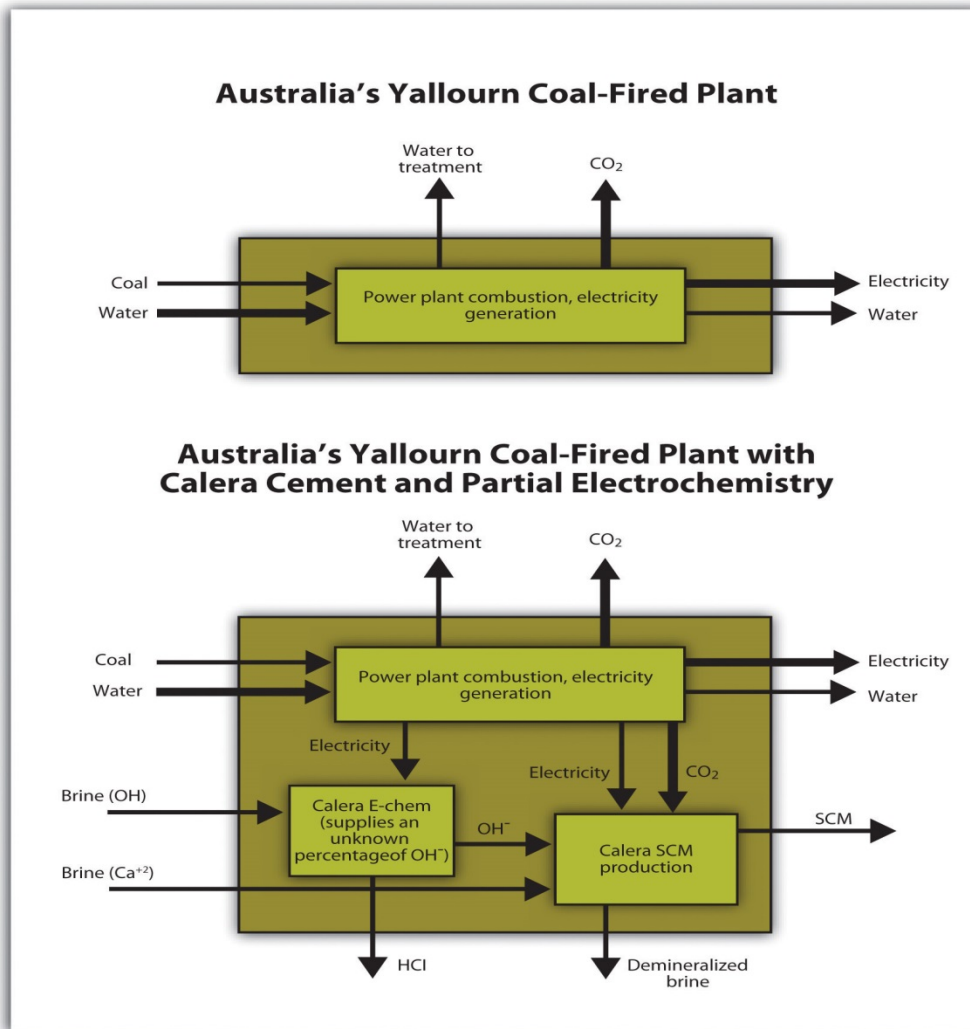 Australia's Yallourn Coal-Fired Plant
Water to
treatment
CO₂
Coal
Water
Power plant combustion, electricity
generation
Electricity
Water
Australia's Yallourn Coal-Fired Plant with
Calera Cement and Partial Electrochemistry
Water to
treatment
CO₂
Coal
Water
Power plant combustion, electricity
generation
Electricity
Water
Electricity
Electricity
CO₂
Brine (OH)
Calera E-chem
(supplies an
unknown
percentageof OH⁻)
OH⁻
Calera SCM
production
SCM
Brine (Ca⁺²)
HCI
Demineralized
brine